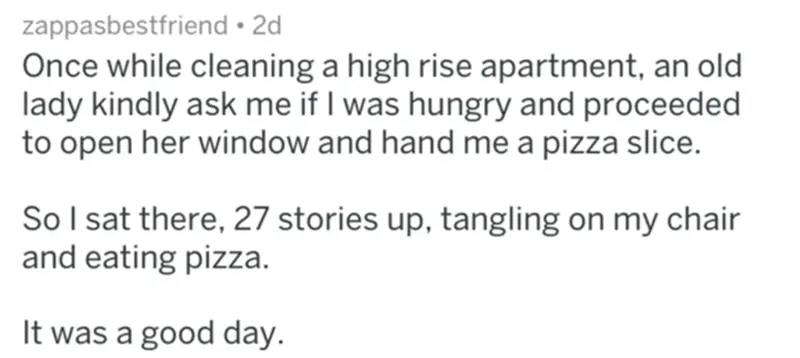 zappasbestfriend • 2d
Once while cleaning a high rise apartment, an old
lady kindly ask me if I was hungry and proceeded
to open her window and hand me a pizza slice.
So I sat there, 27 stories up, tangling on my chair
and eating pizza.
It was a good day.